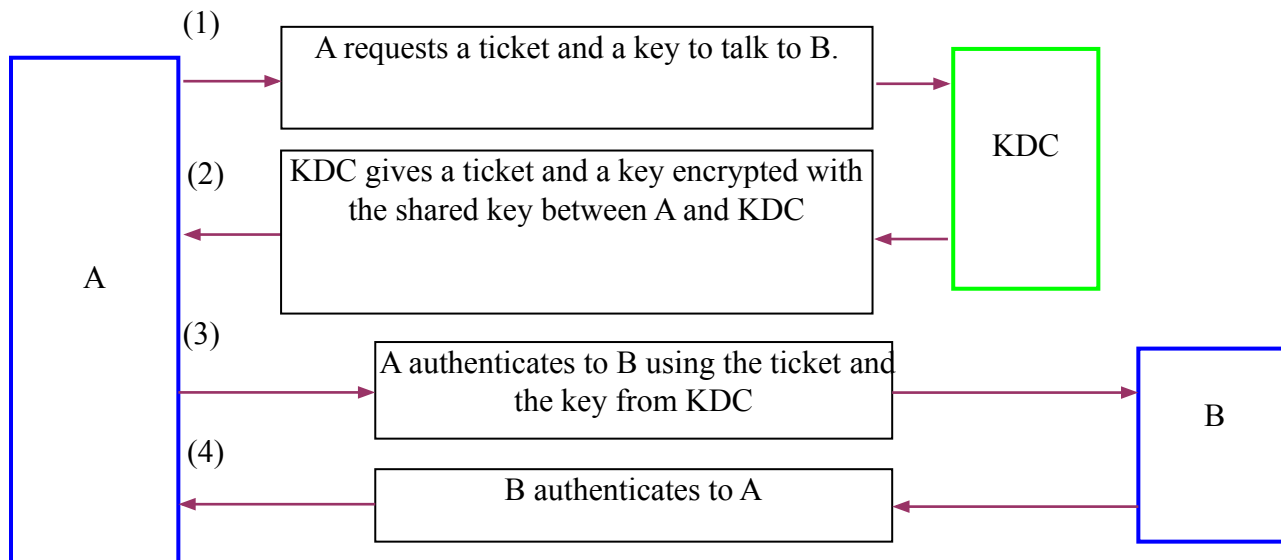 (1)
A requests a ticket and a key to talk to B.
KDC
(2)
KDC gives a ticket and a key encrypted with
the shared key between A and KDC
A
(3)
A authenticates to B using the ticket and
the key from KDC
B
(4)
B authenticates to A